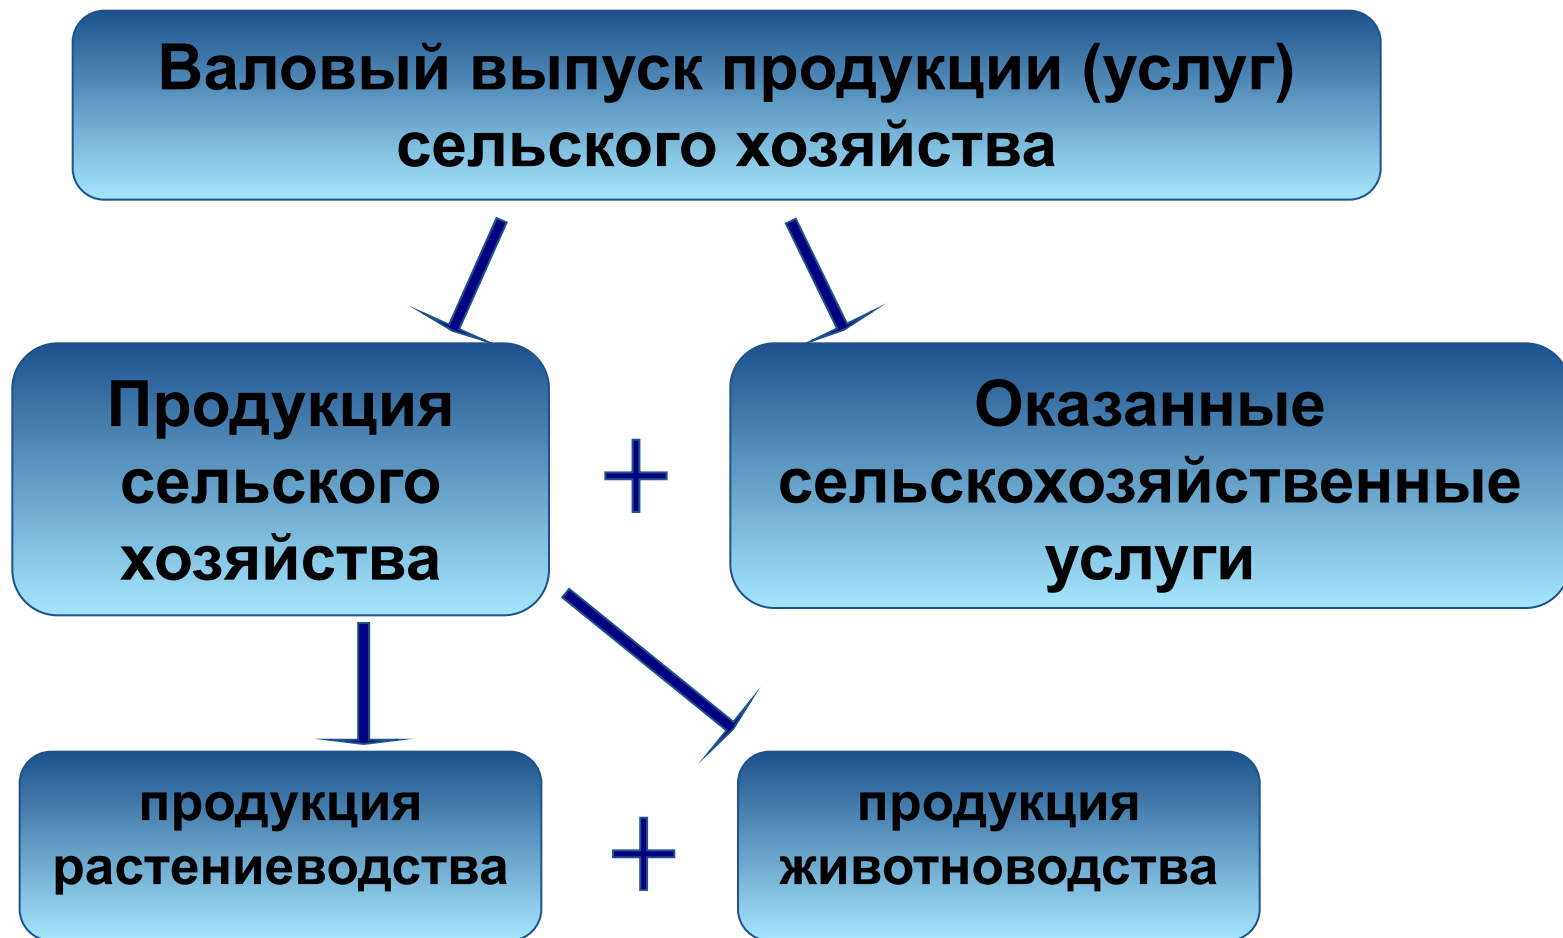 Валовый выпуск продукции (услуг)
сельского хозяйства
Продукция
сельского
хозяйства
+
Оказанные
сельскохозяйственные
услуги
продукция
растениеводства
+
продукция
животноводства